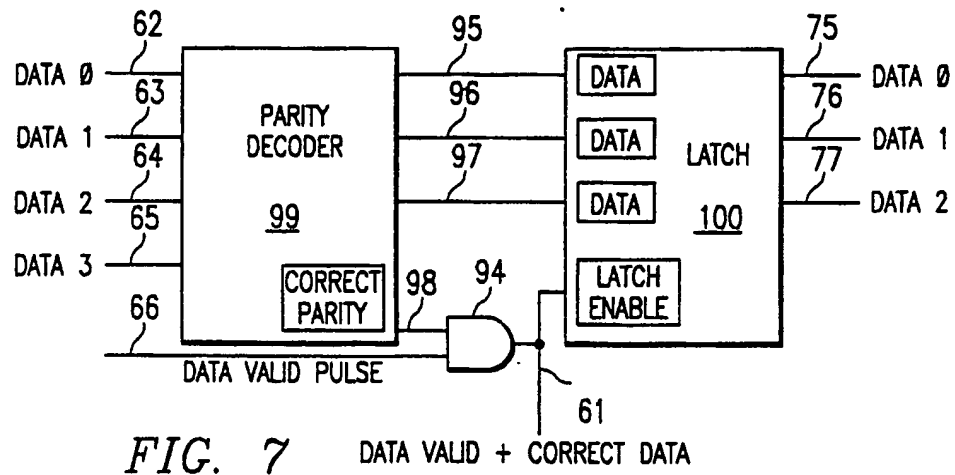 62
95
75
DATA 0
DATA
DATA 0
63
96
76
DATA 1
PARITY
DECODER
DATA
LATCH
DATA 1
64
97
77
DATA 2
99
DATA
100
DATA 2
65
DATA 3
CORRECT
PARITY
98
94
LATCH
ENABLE
66
DATA VALID PULSE
61
FIG. 7
DATA VALID + CORRECT DATA